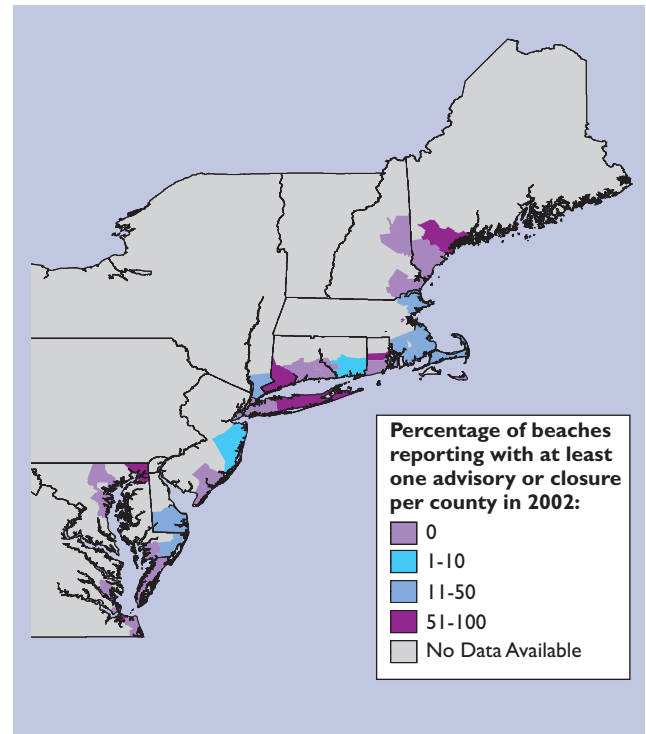 Percentage of beaches
reporting with at least
one advisory or closure
per county in 2002:
0
1-10
11-50
51-100
No Data Available